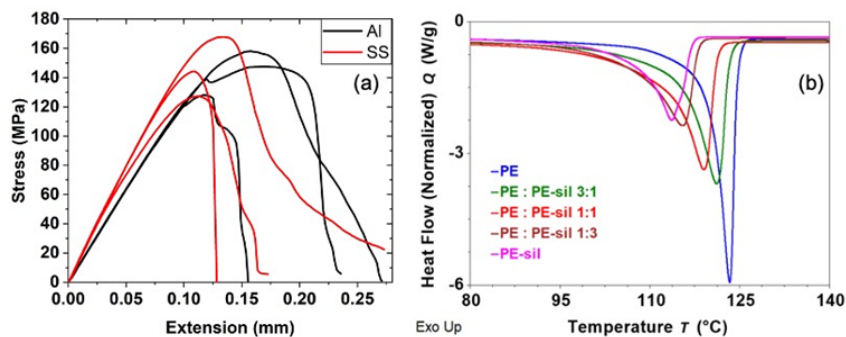 180
160
140
120
100
80
60
40
20
0
Stress (MPa)
0.00 0.05 0.10 0.15 0.20 0.25
Extension (mm)
Al
SS
(a)
0
-3
-6
Heat Flow (Normalized) Q (W/g)
(b)
–PE
–PE : PE-sil 3:1
–PE : PE-sil 1:1
–PE : PE-sil 1:3
–PE-sil
80 95 110 125 140
Exo Up
Temperature T (°C)